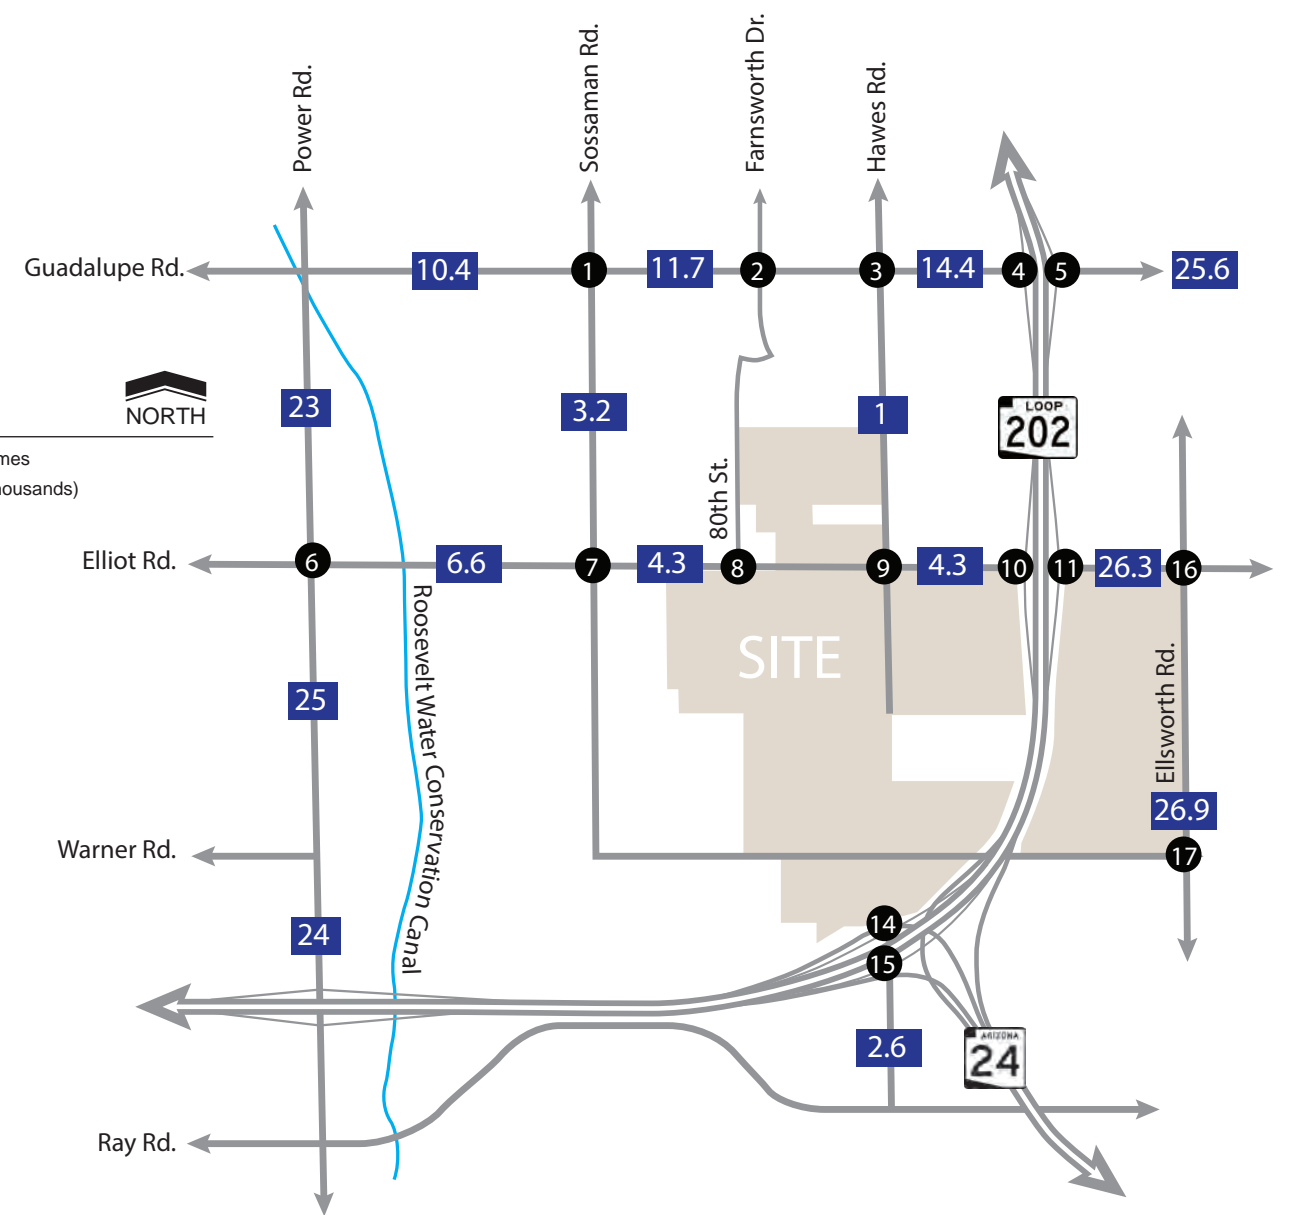 Power Rd.
Sossaman Rd.
Farnsworth Dr.
Hawes Rd.
Guadalupe Rd.
10.4
1
11.7
2
3
14.4
4
5
25.6
NORTH
23
3.2
1
LOOP
202
80th St.
Elliot Rd.
6
6.6
7
4.3
8
9
4.3
10
11
26.3
16
Roosevelt Water Conservation Canal
SITE
25
Ellsworth Rd.
26.9
Warner Rd.
17
24
14
15
2.6
ARIZONA
24
Ray Rd.